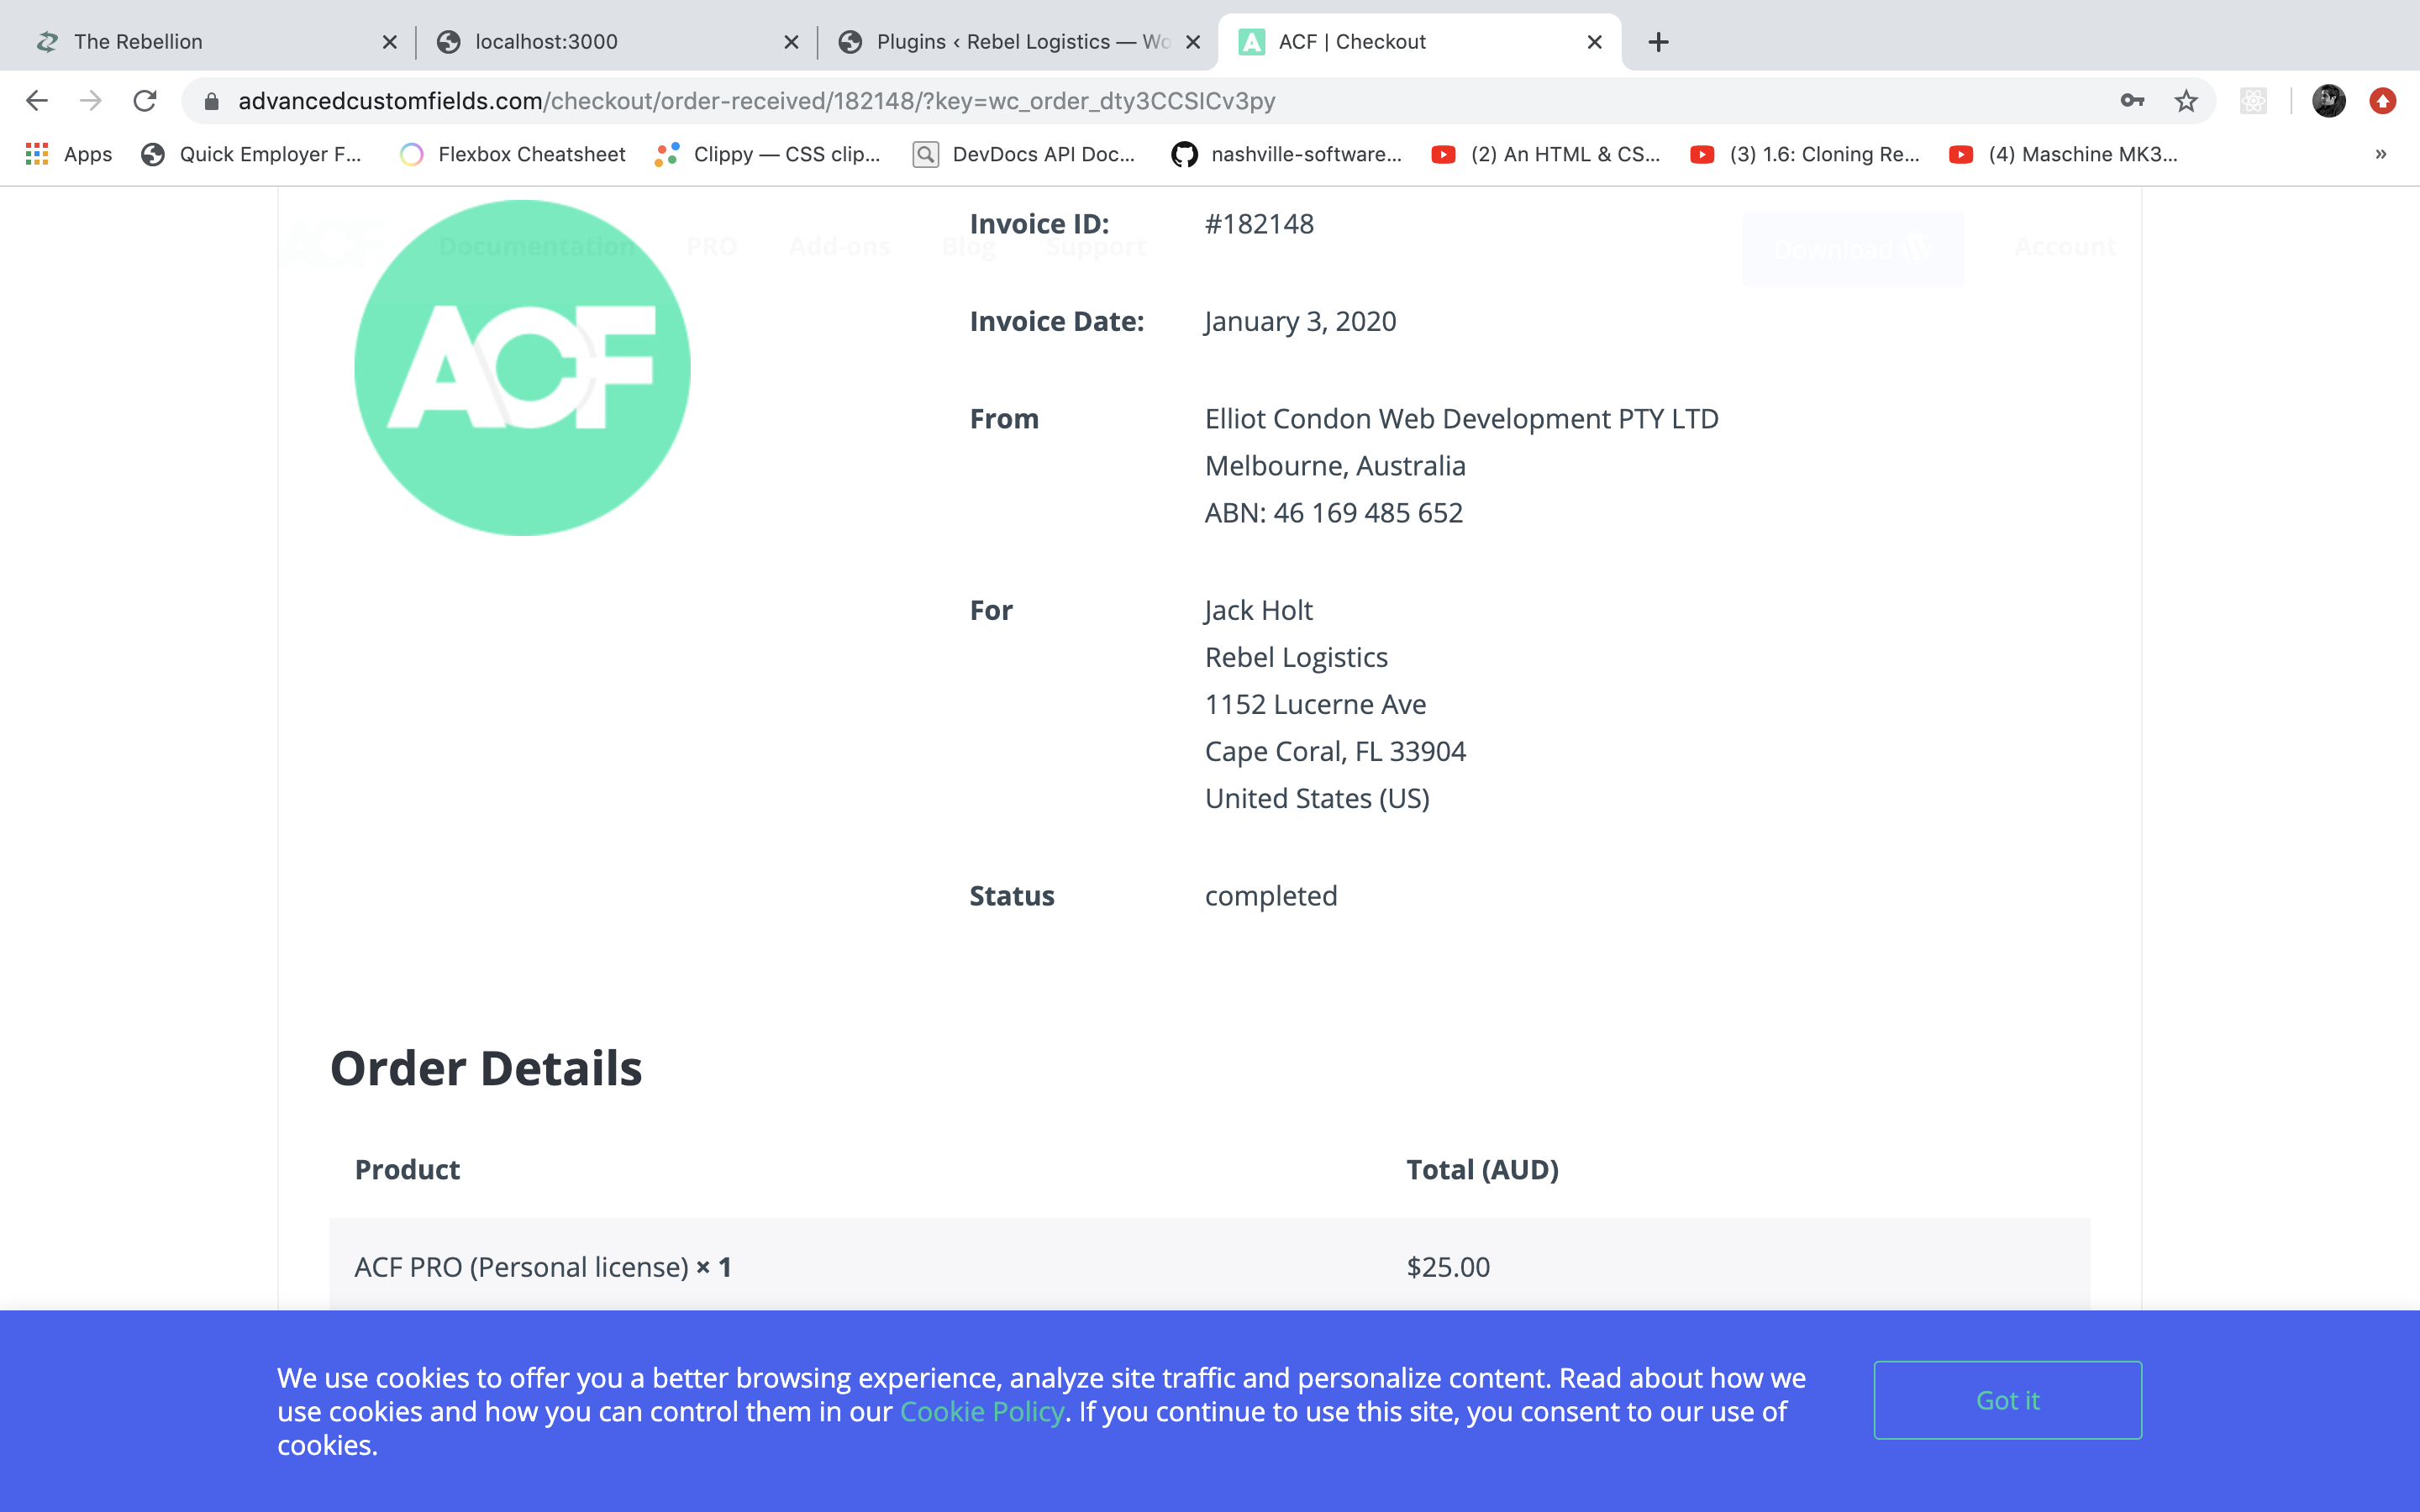 The Rebellion
localhost:3000
Plugins ‹ Rebel Logistics — Wo
ACF | Checkout
advancedcustomfields.com/checkout/order-received/182148/?key=wc_order_dty3CCSICv3py
Apps
Quick Employer F...
Flexbox Cheatsheet
Clippy — CSS clip...
DevDocs API Doc...
nashville-software...
(2) An HTML & CS...
(3) 1.6: Cloning Re...
(4) Maschine MK3...
»
Documentation
PRO
Add-ons
Blog
Support
Download
Account
ACF
Invoice ID: #182148
Invoice Date: January 3, 2020
From Elliot Condon Web Development PTY LTD
Melbourne, Australia
ABN: 46 169 485 652
For Jack Holt
Rebel Logistics
1152 Lucerne Ave
Cape Coral, FL 33904
United States (US)
Status completed
Order Details
Product Total (AUD)
ACF PRO (Personal license) × 1 $25.00
We use cookies to offer you a better browsing experience, analyze site traffic and personalize content. Read about how we
use cookies and how you can control them in our Cookie Policy. If you continue to use this site, you consent to our use of
cookies.
Got it